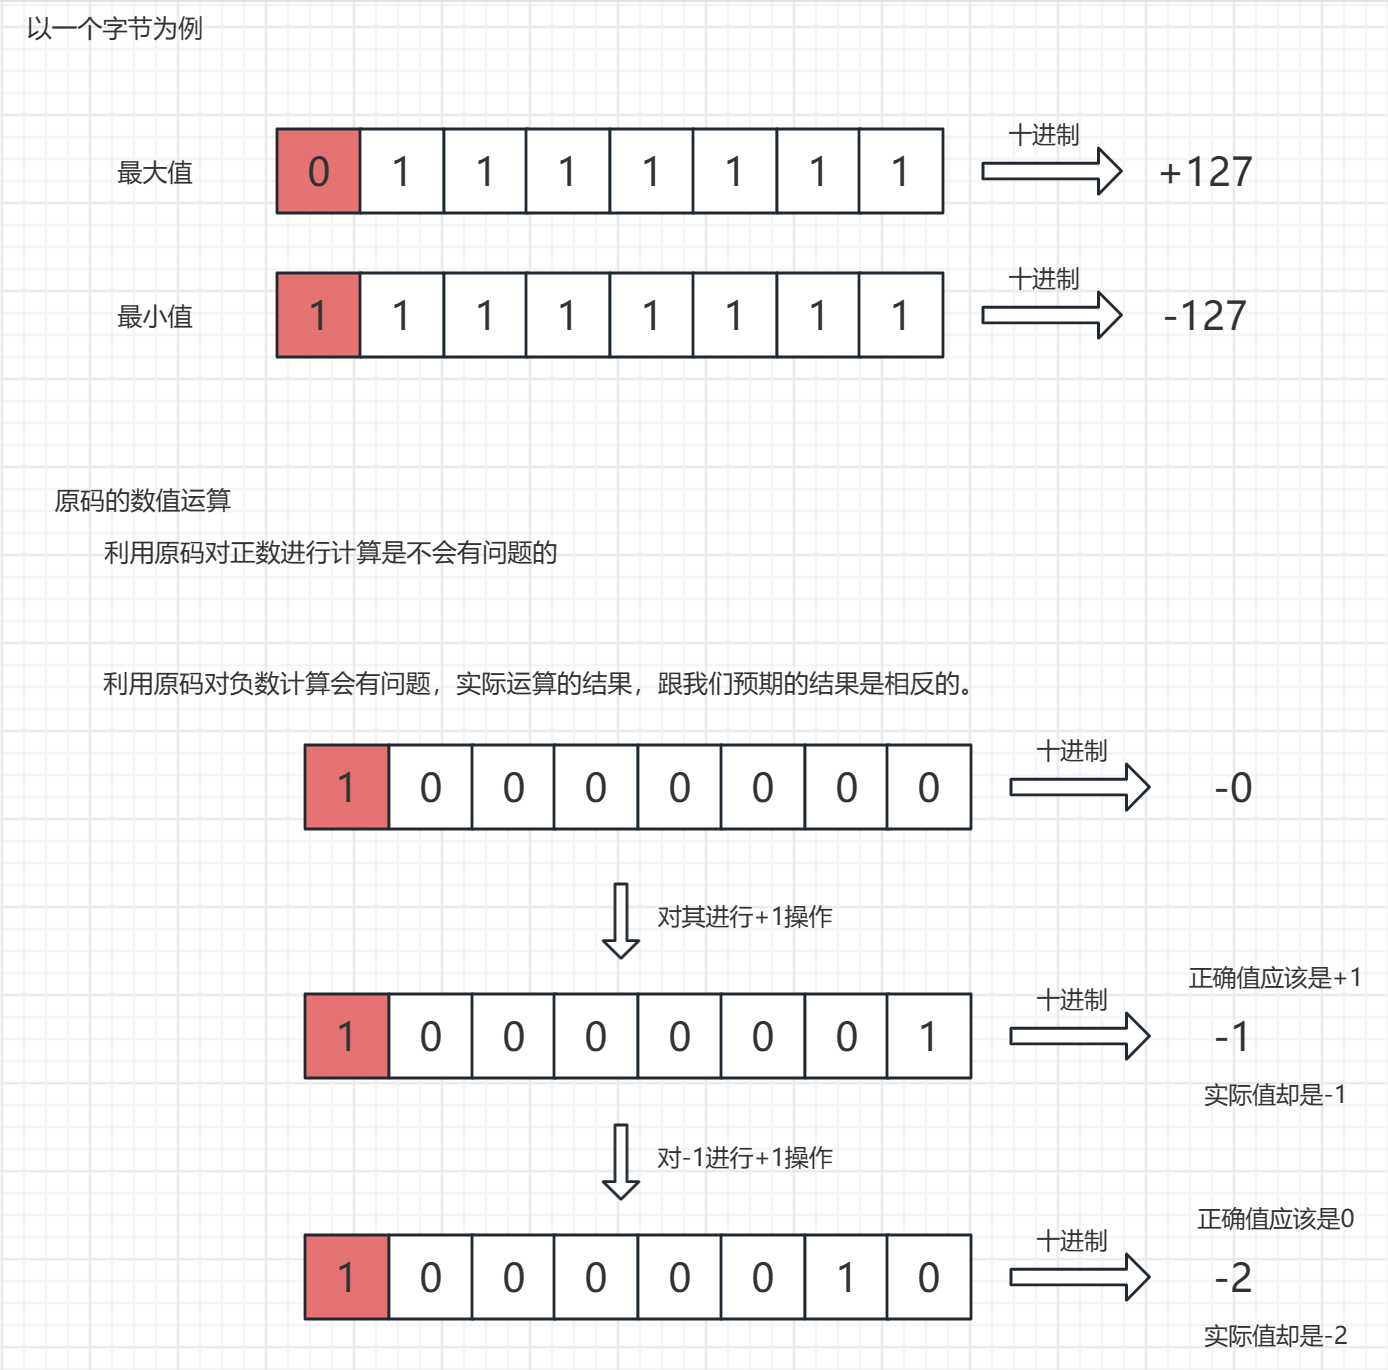 以一个字节为例
最大值 0 1 1 1 1 1 1 1 十进制 +127
最小值 1 1 1 1 1 1 1 1 十进制 -127
原码的数值运算
利用原码对正数进行计算是不会有问题的
利用原码对负数计算会有问题，实际运算的结果，跟我们预期的结果是相反的。
1 0 0 0 0 0 0 0 十进制 -0
对其进行+1操作
正确值应该是+1
1 0 0 0 0 0 0 1 十进制 -1
实际值却是-1
对-1进行+1操作
正确值应该是0
1 0 0 0 0 0 1 0 十进制 -2
实际值却是-2